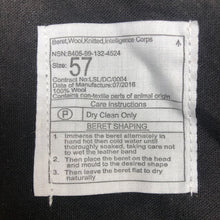 Beret,Wool,Knitted,Intelligence Corps
NSN:8405-99-132-4524
Size: 57
Contract No:LSL/DC/0004
Date of Manufacture:07/2016
100% Wool
Contains non-textile parts of animal origin
Care Instructions
P Dry Clean Only
BERET SHAPING
1 Immerse the beret alternately in
hand hot then cold water until
thoroughly soaked, taking care not
to wet the leather band
2 Then place the beret on the head
and mould to the desired shape
3 Then leave the beret flat to dry
naturally